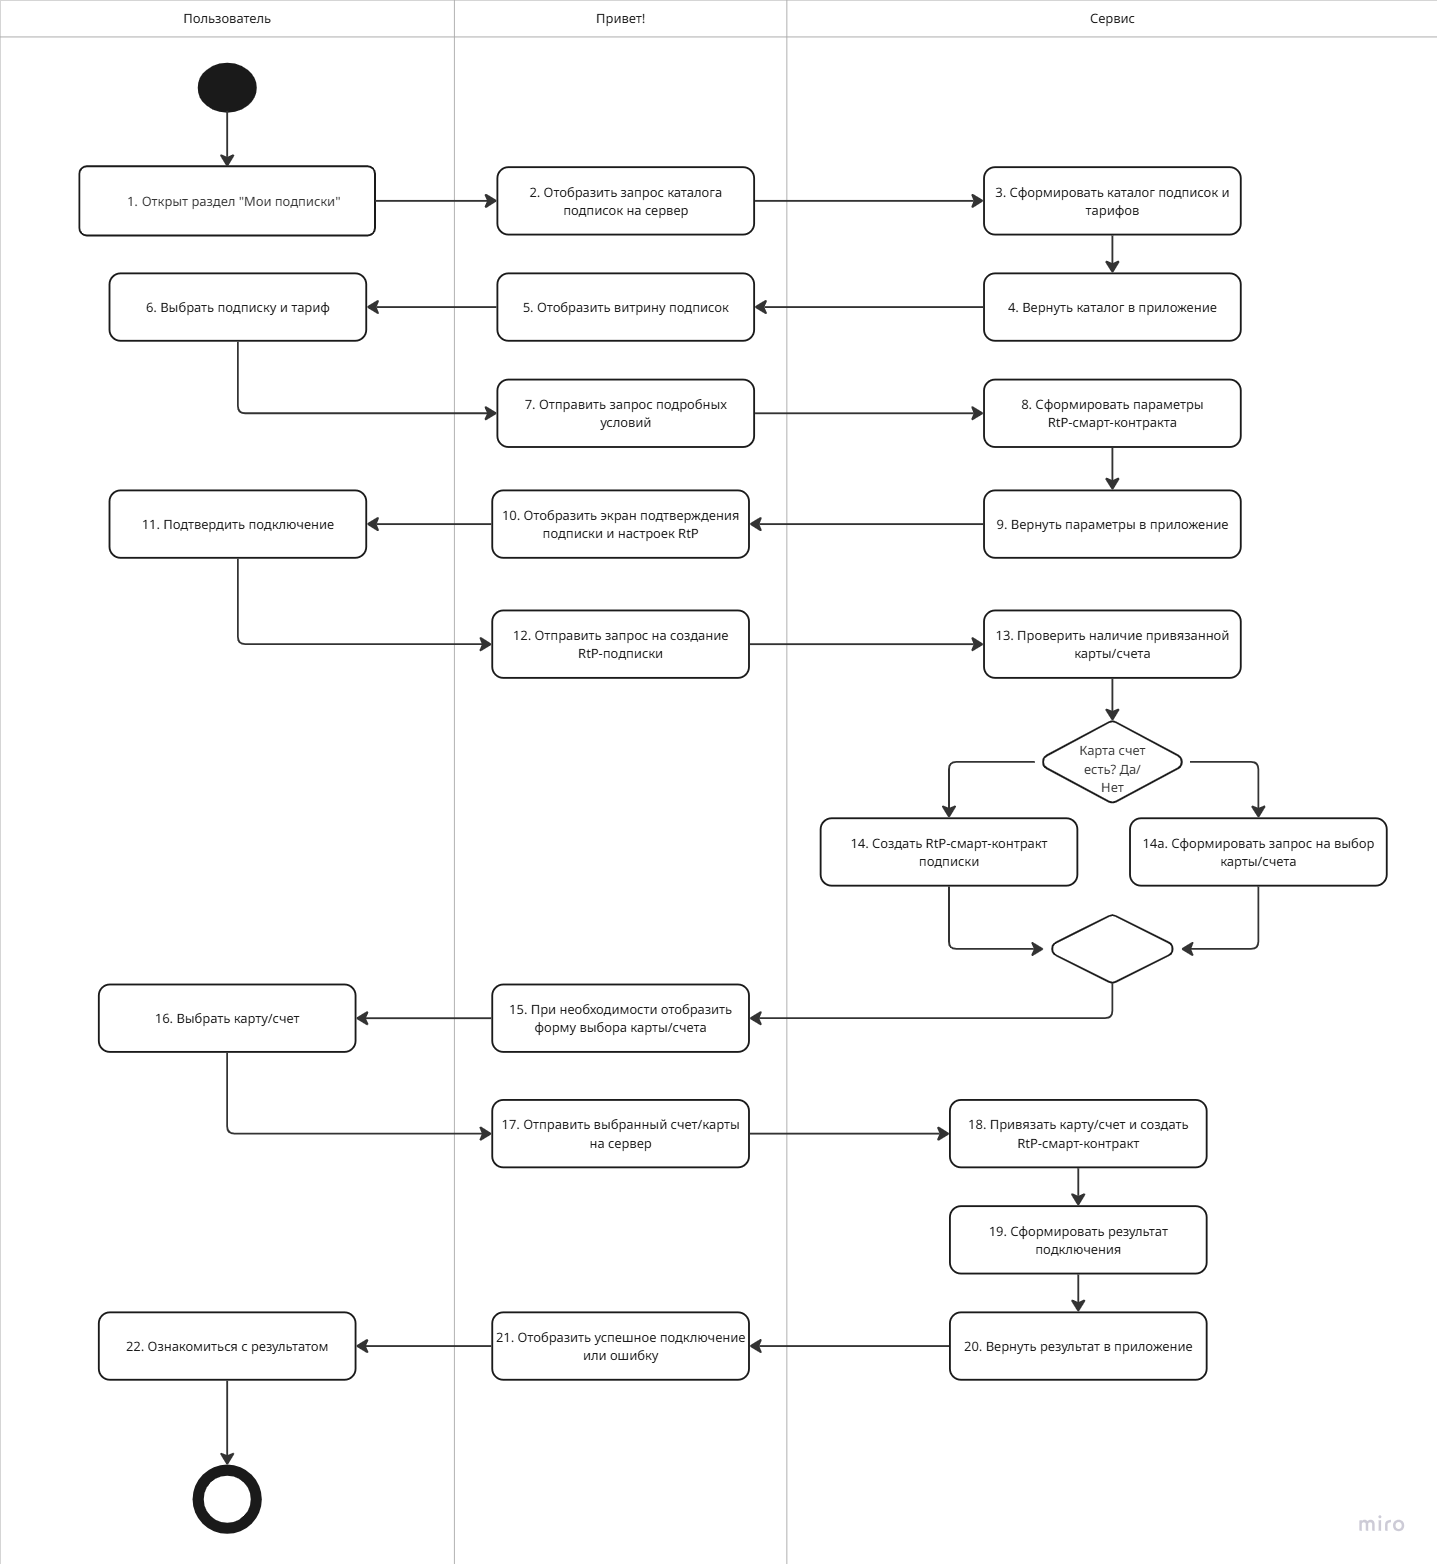 Пользователь
Привет!
Сервис
1. Открыт раздел "Мои подписки"
2. Отобразить запрос каталога
подписок на сервер
3. Сформировать каталог подписок и
тарифов
6. Выбрать подписку и тариф
5. Отобразить витрину подписок
4. Вернуть каталог в приложение
7. Отправить запрос подробных
условий
8. Сформировать параметры
RtP-смарт-контракта
11. Подтвердить подключение
10. Отобразить экран подтверждения
подписки и настроек RtP
9. Вернуть параметры в приложение
12. Отправить запрос на создание
RtP-подписки
13. Проверить наличие привязанной
карты/счета
Карта счет
есть? Да/
Нет
14. Создать RtP-смарт-контракт
подписки
14а. Сформировать запрос на выбор
карты/счета
16. Выбрать карту/счет
15. При необходимости отобразить
форму выбора карты/счета
17. Отправить выбранный счет/карты
на сервер
18. Привязать карту/счет и создать
RtP-смарт-контракт
19. Сформировать результат
подключения
22. Ознакомиться с результатом
21. Отобразить успешное подключение
или ошибку
20. Вернуть результат в приложение
miro